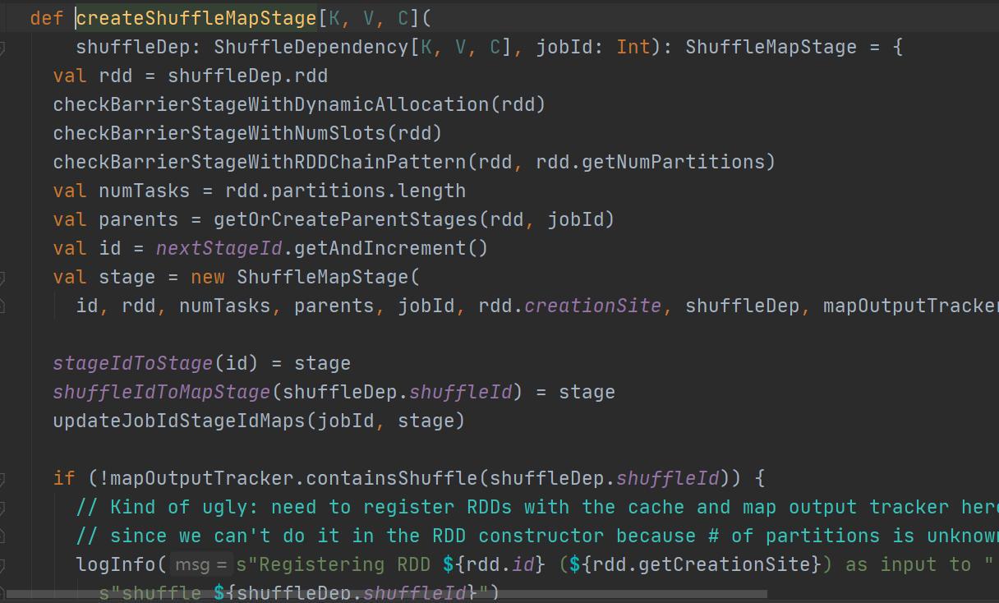 def createShuffleMapStage[K, V, C](
shuffleDep: ShuffleDependency[K, V, C], jobId: Int): ShuffleMapStage = {
val rdd = shuffleDep.rdd
checkBarrierStageWithDynamicAllocation(rdd)
checkBarrierStageWithNumSlots(rdd)
checkBarrierStageWithRDDChainPattern(rdd, rdd.getNumPartitions)
val numTasks = rdd.partitions.length
val parents = getOrCreateParentStages(rdd, jobId)
val id = nextStageId.getAndIncrement()
val stage = new ShuffleMapStage(
id, rdd, numTasks, parents, jobId, rdd.creationSite, shuffleDep, mapOutputTracker
stageIdToStage(id) = stage
shuffleIdToMapStage(shuffleDep.shuffleId) = stage
updateJobIdStageIdMaps(jobId, stage)
if (!mapOutputTracker.containsShuffle(shuffleDep.shuffleId)) {
// Kind of ugly: need to register RDDs with the cache and map output tracker here
// since we can't do it in the RDD constructor because # of partitions is unknown
logInfo( msg = s"Registering RDD ${rdd.id} (${rdd.getCreationSite}) as input to "
s"shuffle ${shuffleDep.shuffleId}")